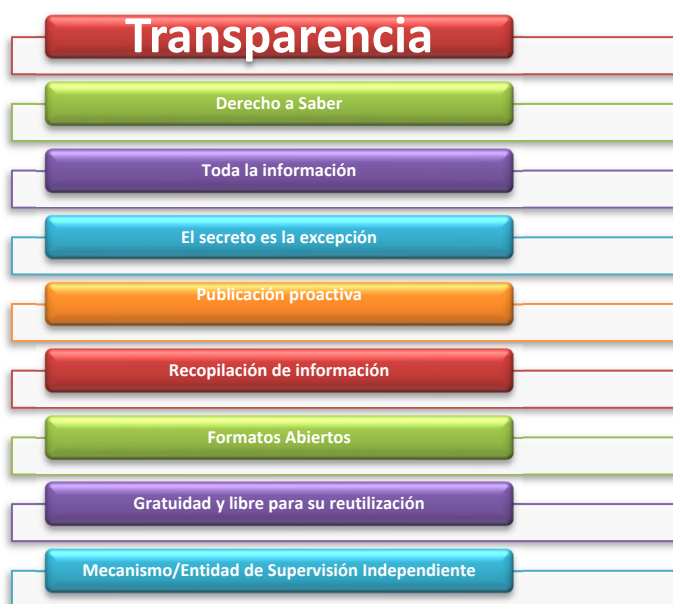 Transparencia
Derecho a Saber
Toda la información
El secreto es la excepción
Publicación proactiva
Recopilación de información
Formatos Abiertos
Gratuidad y libre para su reutilización
Mecanismo/Entidad de Supervisión Independiente